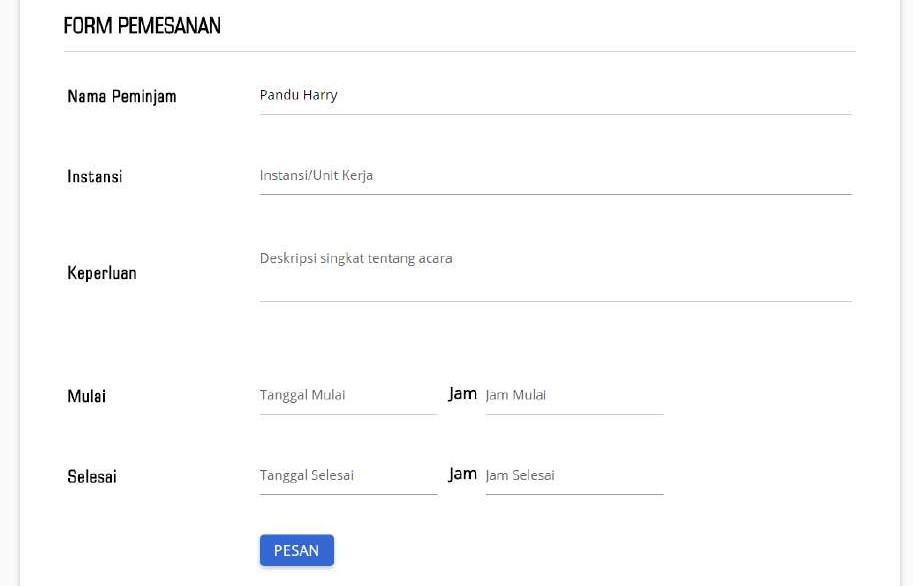 FORM PEMESANAN
Nama Peminjam Pandu Harry
Instansi Instansi/Unit Kerja
Keperluan Deskripsi singkat tentang acara
Mulai Tanggal Mulai Jam Jam Mulai
Selesai Tanggal Selesai Jam Jam Selesai
PESAN